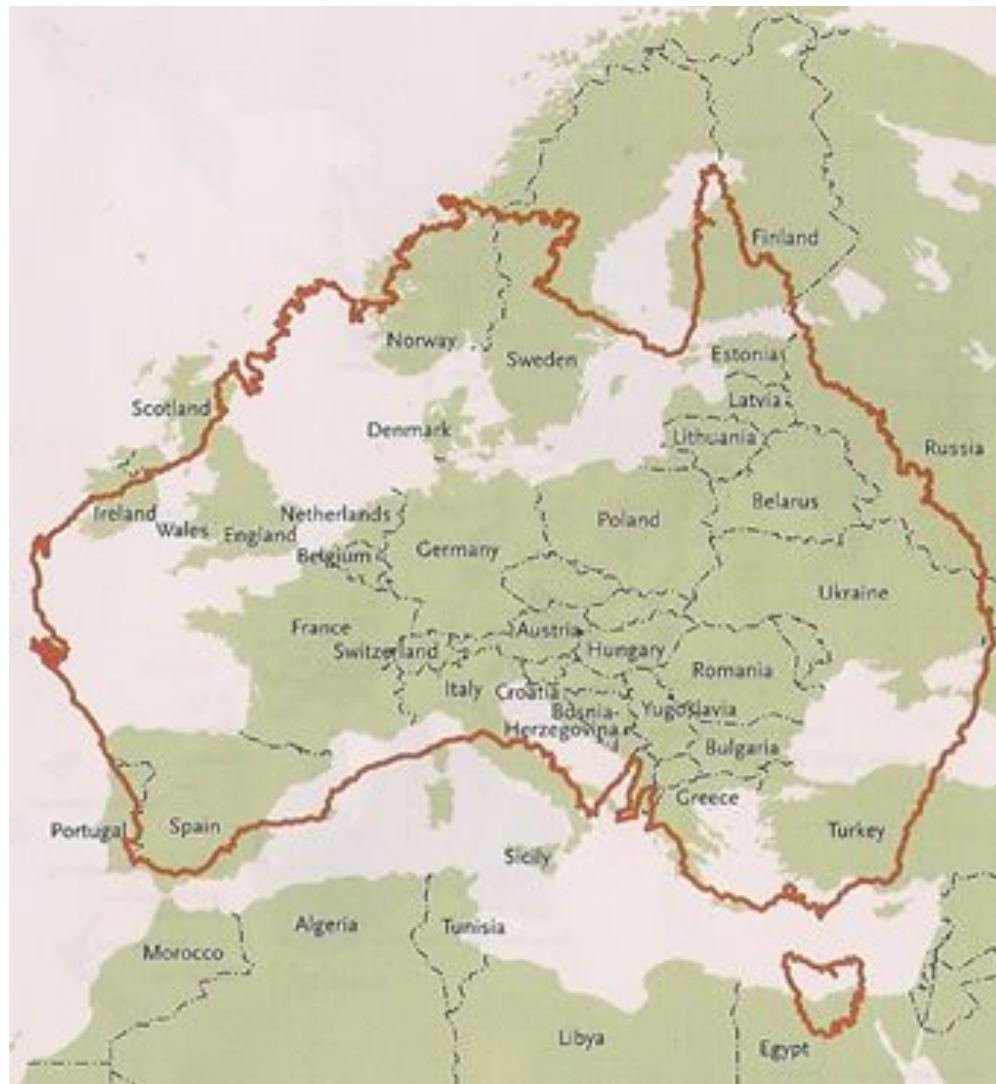 Finland
Norway
Sweden
Estonia
Latvia
Scotland
Denmark
Lithuania
Russia
Ireland
Wales
England
Netherlands
Belgium
Germany
Poland
Belarus
Ukraine
France
Switzerland
Austria
Hungary
Romania
Italy
Croatia
Bosnia-
Herzegovina
Yugoslavia
Bulgaria
Greece
Portugal
Spain
Turkey
Sicily
Algeria
Tunisia
Morocco
Libya
Egypt